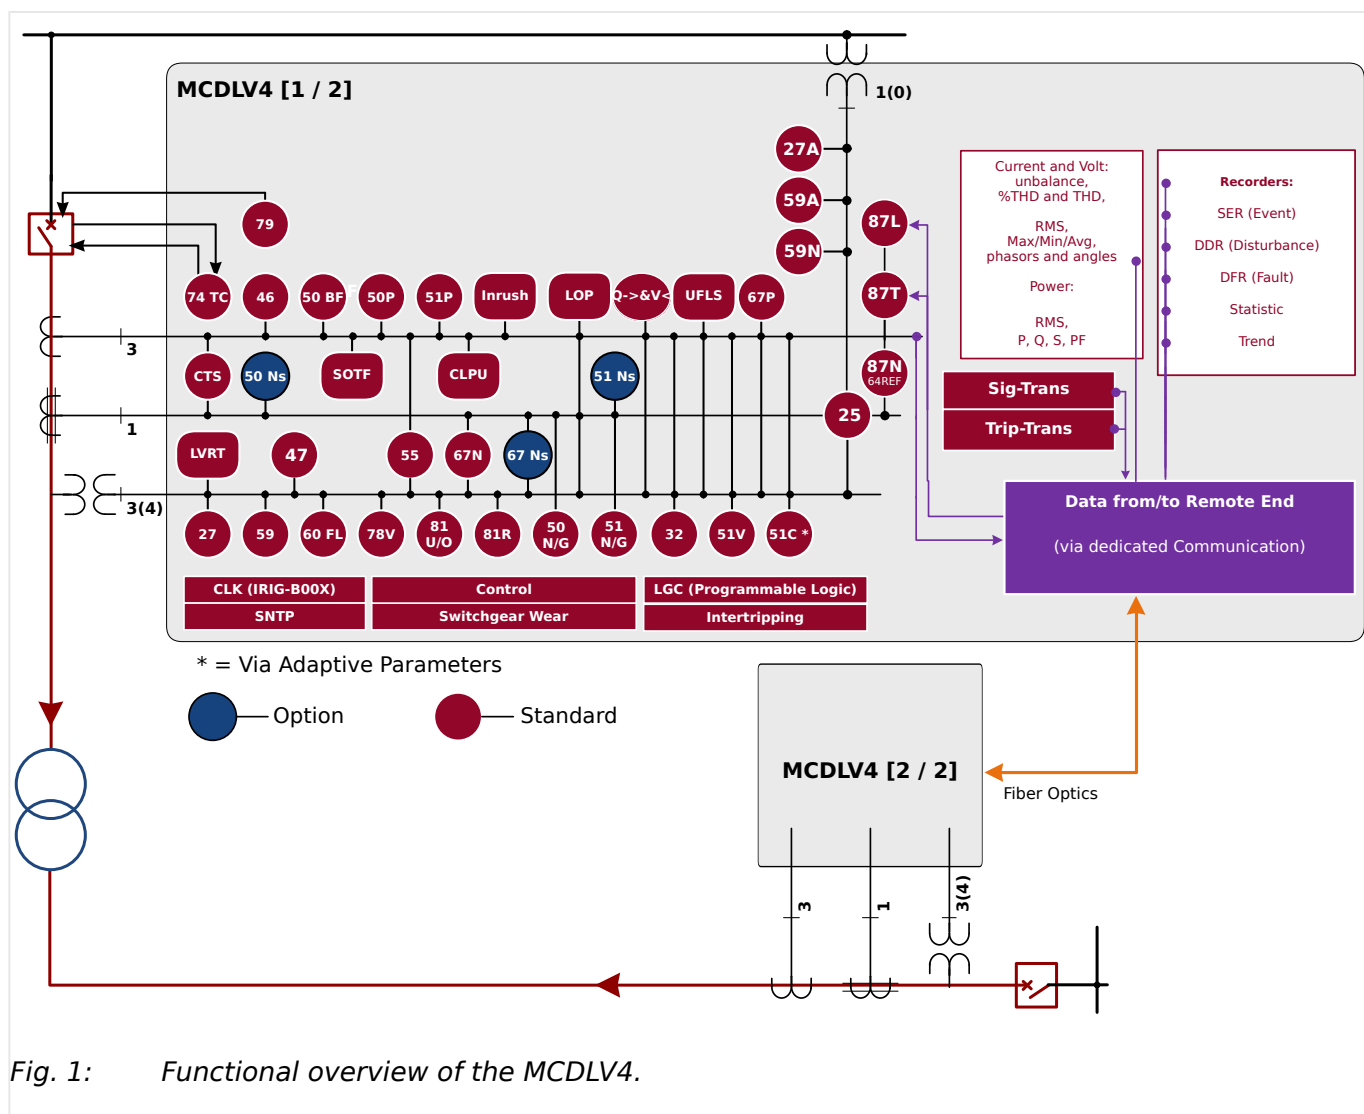 MCDLV4 [1 / 2]
1(0)
27A
59A
59N
87L
87T
87N
64REF
25
Current and Volt:
unbalance,
%THD and THD,
RMS,
Max/Min/Avg,
phasors and angles
Power:
RMS,
P, Q, S, PF
Recorders:
SER (Event)
DDR (Disturbance)
DFR (Fault)
Statistic
Trend
79
74 TC
46
50 BF
50P
51P
Inrush
LOP
Q->&V<
UFLS
67P
3
CTS
50 Ns
SOTF
CLPU
51 Ns
Sig-Trans
Trip-Trans
1
LVRT
47
55
67N
67 Ns
3(4)
27
59
60 FL
78V
81
U/O
81R
50
N/G
51
N/G
32
51V
51C *
Data from/to Remote End
(via dedicated Communication)
CLK (IRIG-B00X)
Control
LGC (Programmable Logic)
SNTP
Switchgear Wear
Intertripping
* = Via Adaptive Parameters
Option
Standard
MCDLV4 [2 / 2]
Fiber Optics
3
1
3(4)
Fig. 1: Functional overview of the MCDLV4.